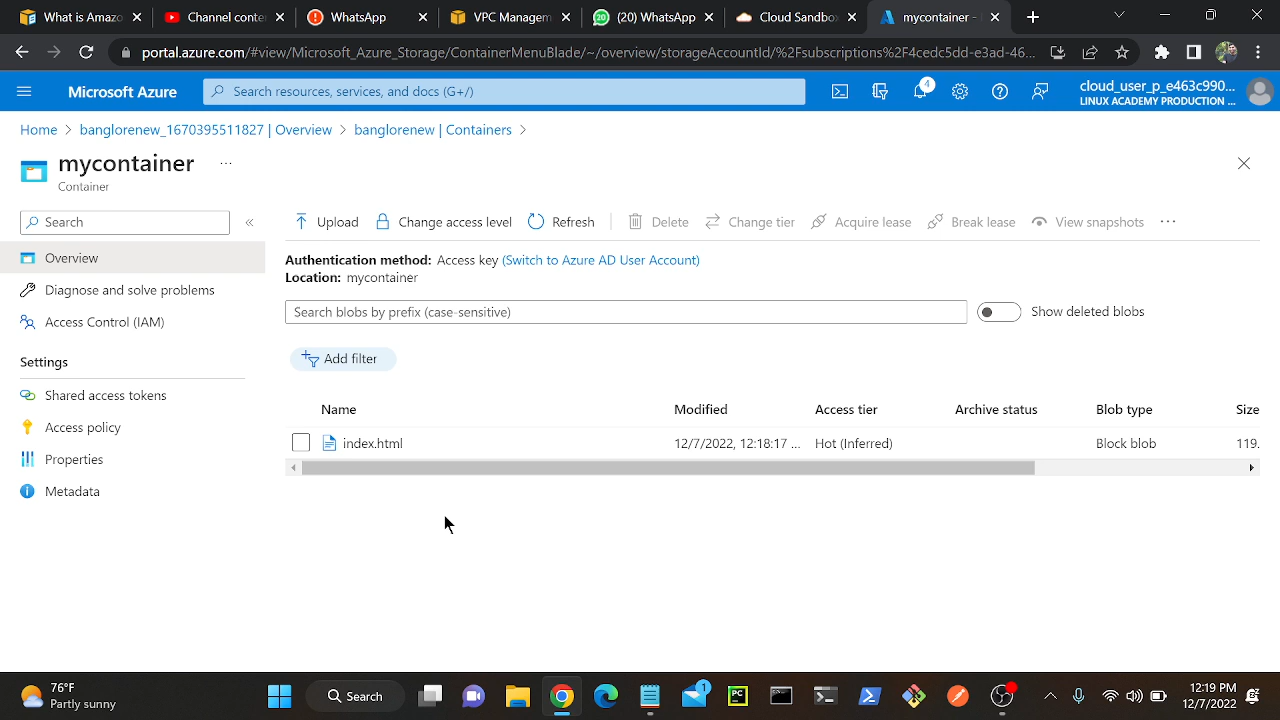 What is Amazo
Channel conte
WhatsApp
VPC Managem
20
(20) WhatsApp
Cloud Sandbox
mycontainer -
portal.azure.com/#view/Microsoft_Azure_Storage/ContainerMenuBlade/~/overview/storageAccountId/%2Fsubscriptions%2F4cedc5dd-e3ad-46...
Microsoft Azure
Search resources, services, and docs (G+/)
4
cloud_user_p_e463c990...
LINUX ACADEMY PRODUCTION ...
Home > banglorenew_1670395511827 | Overview > banglorenew | Containers >
mycontainer ...
Container
Search
«
Upload
Change access level
Refresh
Delete
Change tier
Acquire lease
Break lease
View snapshots
...
Overview
Diagnose and solve problems
Access Control (IAM)
Settings
Shared access tokens
Access policy
Properties
Metadata
Authentication method: Access key (Switch to Azure AD User Account)
Location: mycontainer
Search blobs by prefix (case-sensitive)
Show deleted blobs
Add filter
Name Modified Access tier Archive status Blob type Size
index.html 12/7/2022, 12:18:17 ... Hot (Inferred) Block blob 119.
76°F
Partly sunny
Search
1
PC
12:19 PM
12/7/2022